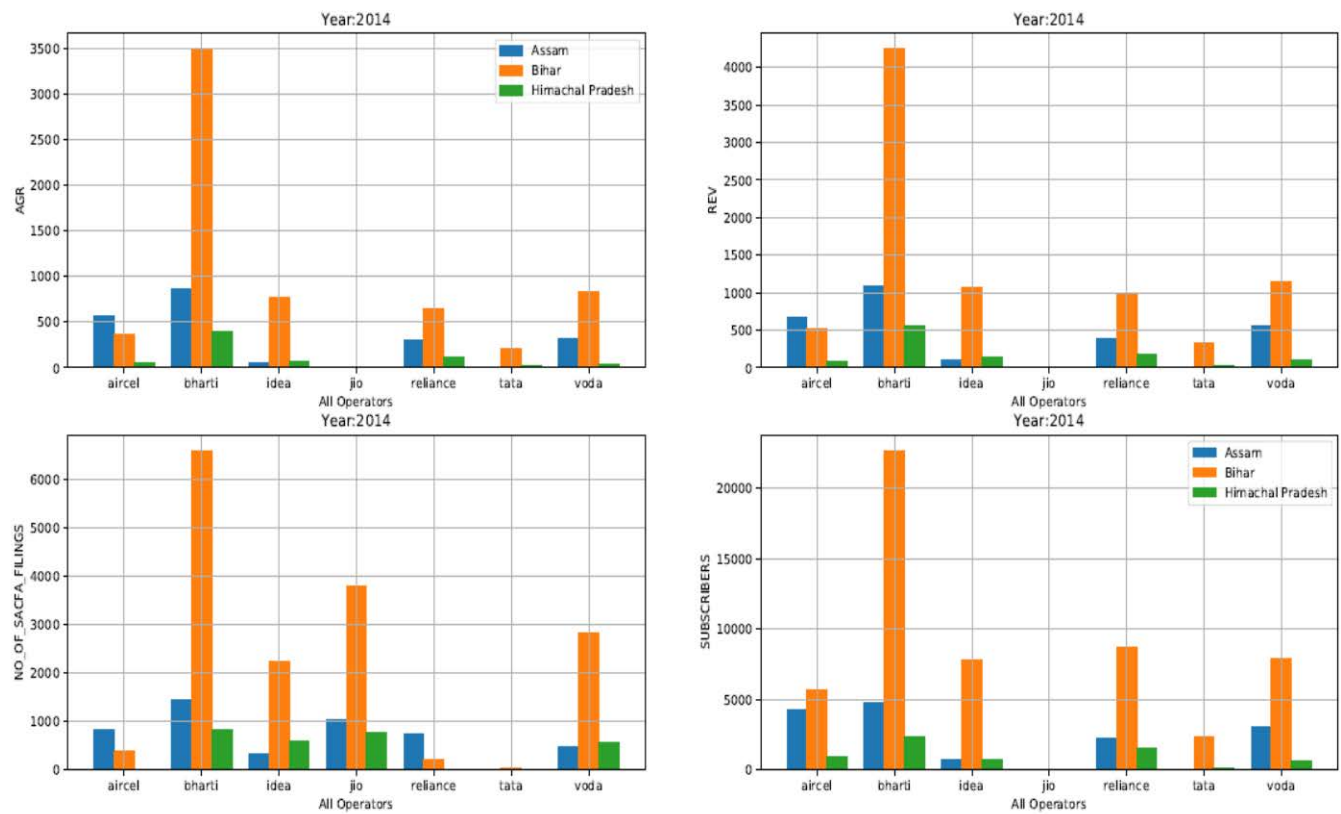 Year:2014
AGR
3500
3000
2500
2000
1500
1000
500
0
Assam
Bihar
Himachal Pradesh
aircel bharti idea jio reliance tata voda
All Operators
Year:2014
REV
4000
3500
3000
2500
2000
1500
1000
500
0
aircel bharti idea jio reliance tata voda
All Operators
Year:2014
NO_OF_SACFA_FILINGS
6000
5000
4000
3000
2000
1000
0
aircel bharti idea jio reliance tata voda
All Operators
Year:2014
SUBSCRIBERS
20000
15000
10000
5000
0
Assam
Bihar
Himachal Pradesh
aircel bharti idea jio reliance tata voda
All Operators